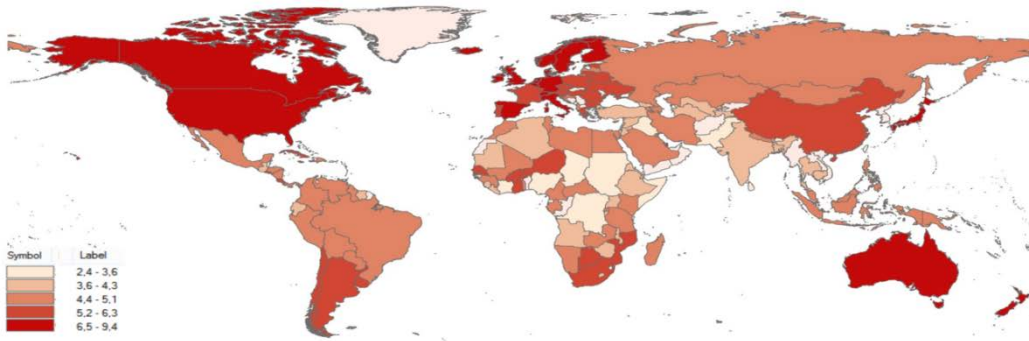 Symbol Label
2,4 - 3,6
3,6 - 4,3
4,4 - 5,1
5,2 - 6,3
6,5 - 9,4